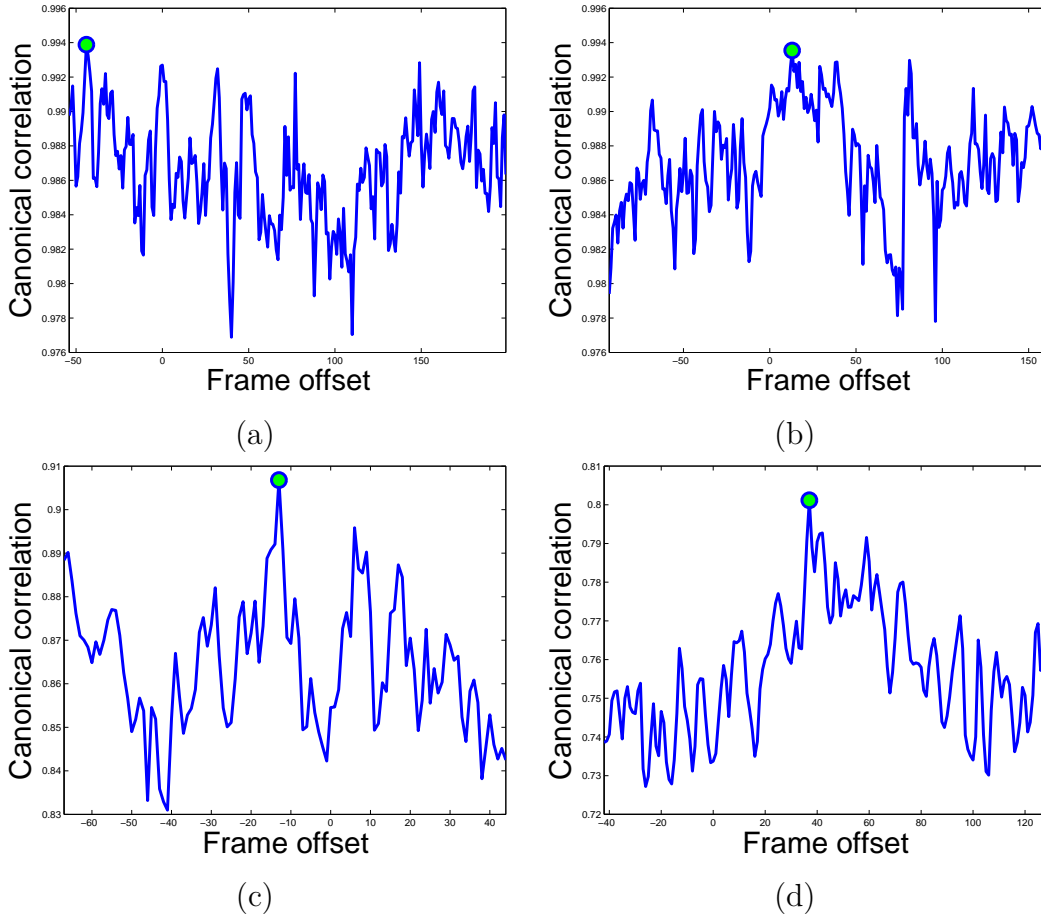 0.996
0.994
0.992
0.99
0.988
0.986
0.984
0.982
0.98
0.978
0.976
Canonical correlation
−50 0 50 100 150
Frame offset
(a)
0.996
0.994
0.992
0.99
0.988
0.986
0.984
0.982
0.98
0.978
0.976
Canonical correlation
−50 0 50 100 150
Frame offset
(b)
0.91
0.9
0.89
0.88
0.87
0.86
0.85
0.84
0.83
Canonical correlation
−60 −50 −40 −30 −20 −10 0 10 20 30 40
Frame offset
(c)
0.81
0.8
0.79
0.78
0.77
0.76
0.75
0.74
0.73
0.72
Canonical correlation
−40 −20 0 20 40 60 80 100 120
Frame offset
(d)